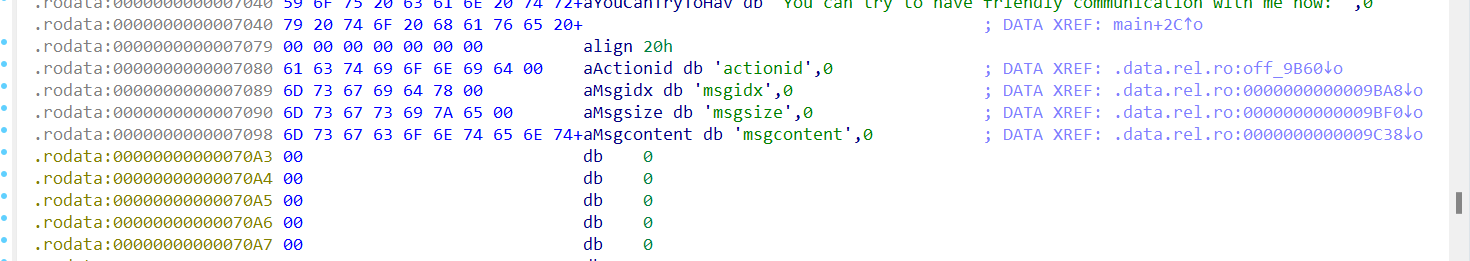 .rodata:0000000000007040 59 6F 75 20 63 61 6E 20 74 72+aYouCanTryToHav db 'You can try to have friendly communication with me now: ',0
.rodata:0000000000007040 79 20 74 6F 20 68 61 76 65 20+ ; DATA XREF: main+2C↑o
.rodata:0000000000007079 00 00 00 00 00 00 00 align 20h
.rodata:0000000000007080 61 63 74 69 6F 6E 69 64 00 aActionid db 'actionid',0 ; DATA XREF: .data.rel.ro:off_9B60↓o
.rodata:0000000000007089 6D 73 67 69 64 78 00 aMsgidx db 'msgidx',0 ; DATA XREF: .data.rel.ro:0000000000009BA8↓o
.rodata:0000000000007090 6D 73 67 73 69 7A 65 00 aMsgsize db 'msgsize',0 ; DATA XREF: .data.rel.ro:0000000000009BF0↓o
.rodata:0000000000007098 6D 73 67 63 6F 6E 74 65 6E 74+aMsgcontent db 'msgcontent',0 ; DATA XREF: .data.rel.ro:0000000000009C38↓o
.rodata:00000000000070A3 00 db 0
.rodata:00000000000070A4 00 db 0
.rodata:00000000000070A5 00 db 0
.rodata:00000000000070A6 00 db 0
.rodata:00000000000070A7 00 db 0